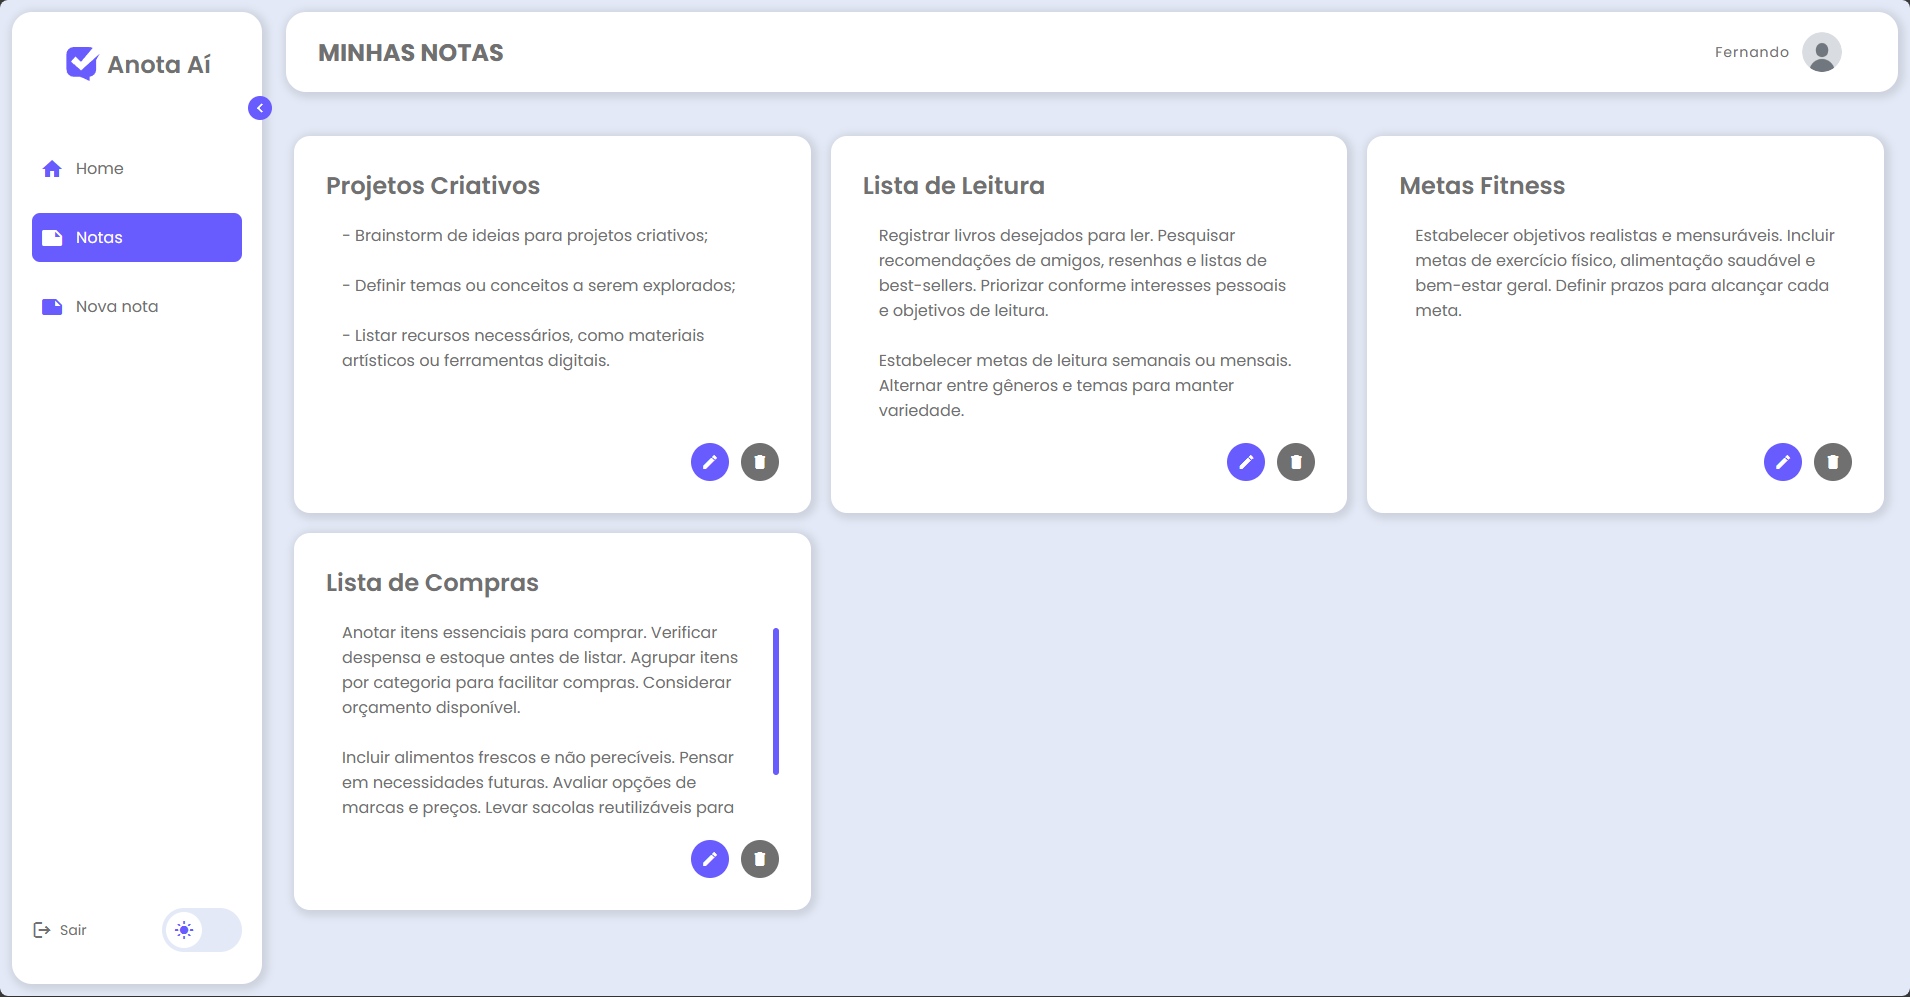 Anota Aí
Home
Notas
Nova nota
Sair
MINHAS NOTAS
Fernando
Projetos Criativos
- Brainstorm de ideias para projetos criativos;
- Definir temas ou conceitos a serem explorados;
- Listar recursos necessários, como materiais
artísticos ou ferramentas digitais.
Lista de Leitura
Registrar livros desejados para ler. Pesquisar
recomendações de amigos, resenhas e listas de
best-sellers. Priorizar conforme interesses pessoais
e objetivos de leitura.
Estabelecer metas de leitura semanais ou mensais.
Alternar entre gêneros e temas para manter
variedade.
Metas Fitness
Estabelecer objetivos realistas e mensuráveis. Incluir
metas de exercício físico, alimentação saudável e
bem-estar geral. Definir prazos para alcançar cada
meta.
Lista de Compras
Anotar itens essenciais para comprar. Verificar
despensa e estoque antes de listar. Agrupar itens
por categoria para facilitar compras. Considerar
orçamento disponível.
Incluir alimentos frescos e não perecíveis. Pensar
em necessidades futuras. Avaliar opções de
marcas e preços. Levar sacolas reutilizáveis para